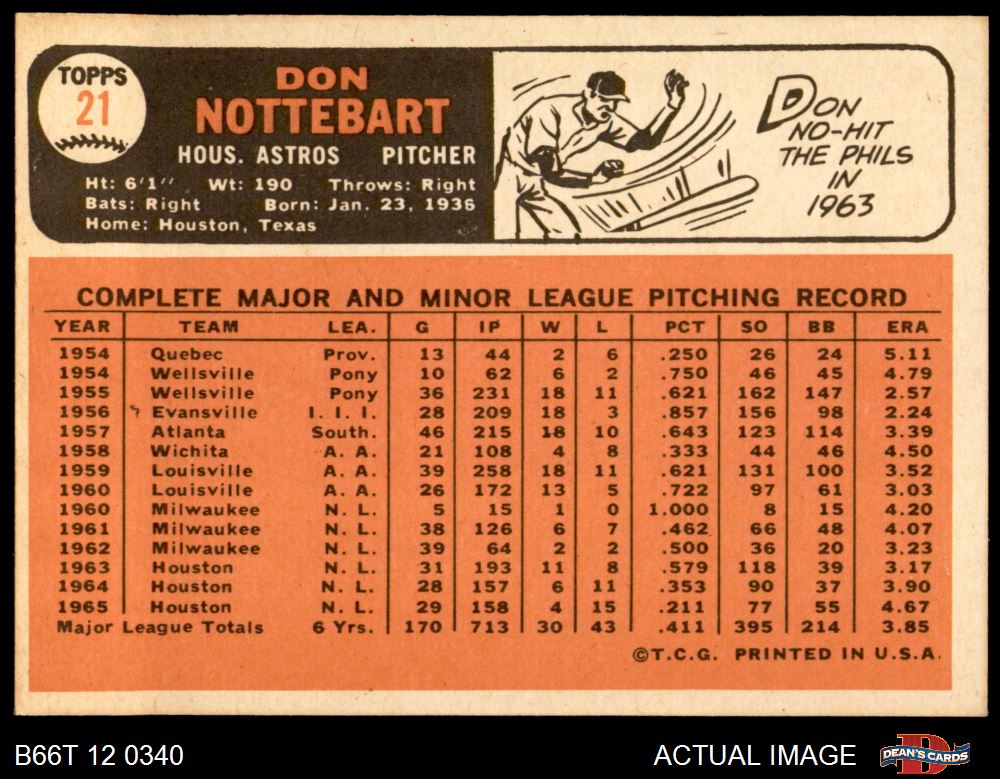 TOPPS
21
DON
NOTTEBART
HOUS. ASTROS PITCHER
Ht: 6'1" Wt: 190 Throws: Right
Bats: Right Born: Jan. 23, 1936
Home: Houston, Texas
DON
NO-HIT
THE PHILS
IN
1963
COMPLETE MAJOR AND MINOR LEAGUE PITCHING RECORD
YEAR TEAM LEA. G IP W L PCT SO BB ERA
1954 Quebec Prov. 13 44 2 6 .250 26 24 5.11
1954 Wellsville Pony 10 62 6 2 .750 46 45 4.79
1955 Wellsville Pony 36 231 18 11 .621 162 147 2.57
1956 Evansville I. I. I. 28 209 18 3 .857 156 98 2.24
1957 Atlanta South. 46 215 18 10 .643 123 114 3.39
1958 Wichita A. A. 21 108 4 8 .333 44 46 4.50
1959 Louisville A. A. 39 258 18 11 .621 131 100 3.52
1960 Louisville A. A. 26 172 13 5 .722 97 61 3.03
1960 Milwaukee N. L. 5 15 1 0 1.000 8 15 4.20
1961 Milwaukee N. L. 38 126 6 7 .462 66 48 4.07
1962 Milwaukee N. L. 39 64 2 2 .500 36 20 3.23
1963 Houston N. L. 31 193 11 8 .579 118 39 3.17
1964 Houston N. L. 28 157 6 11 .353 90 37 3.90
1965 Houston N. L. 29 158 4 15 .211 77 55 4.67
Major League Totals 6 Yrs. 170 713 30 43 .411 395 214 3.85
©T.C.G. PRINTED IN U.S.A.
B66T 12 0340 ACTUAL IMAGE DEAN'S CARDS